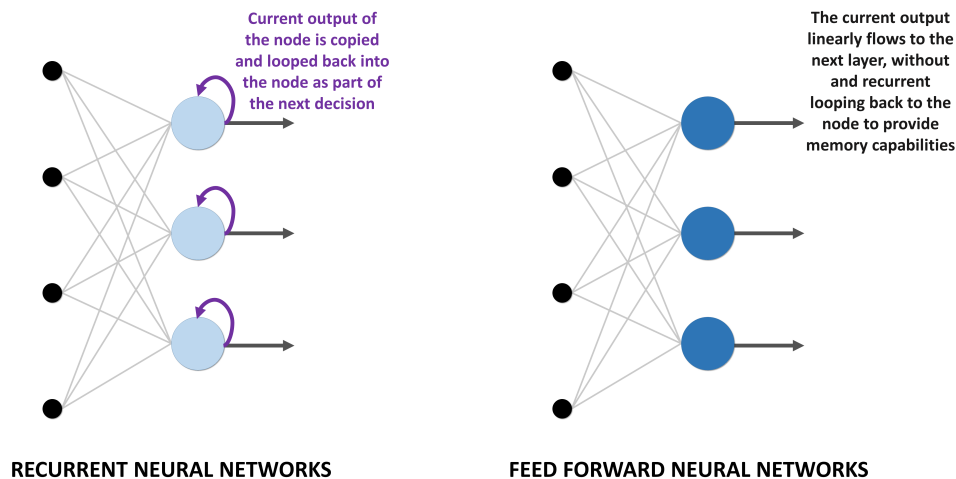 Current output of
the node is copied
and looped back into
the node as part of
the next decision
The current output
linearly flows to the
next layer, without
and recurrent
looping back to the
node to provide
memory capabilities
RECURRENT NEURAL NETWORKS
FEED FORWARD NEURAL NETWORKS